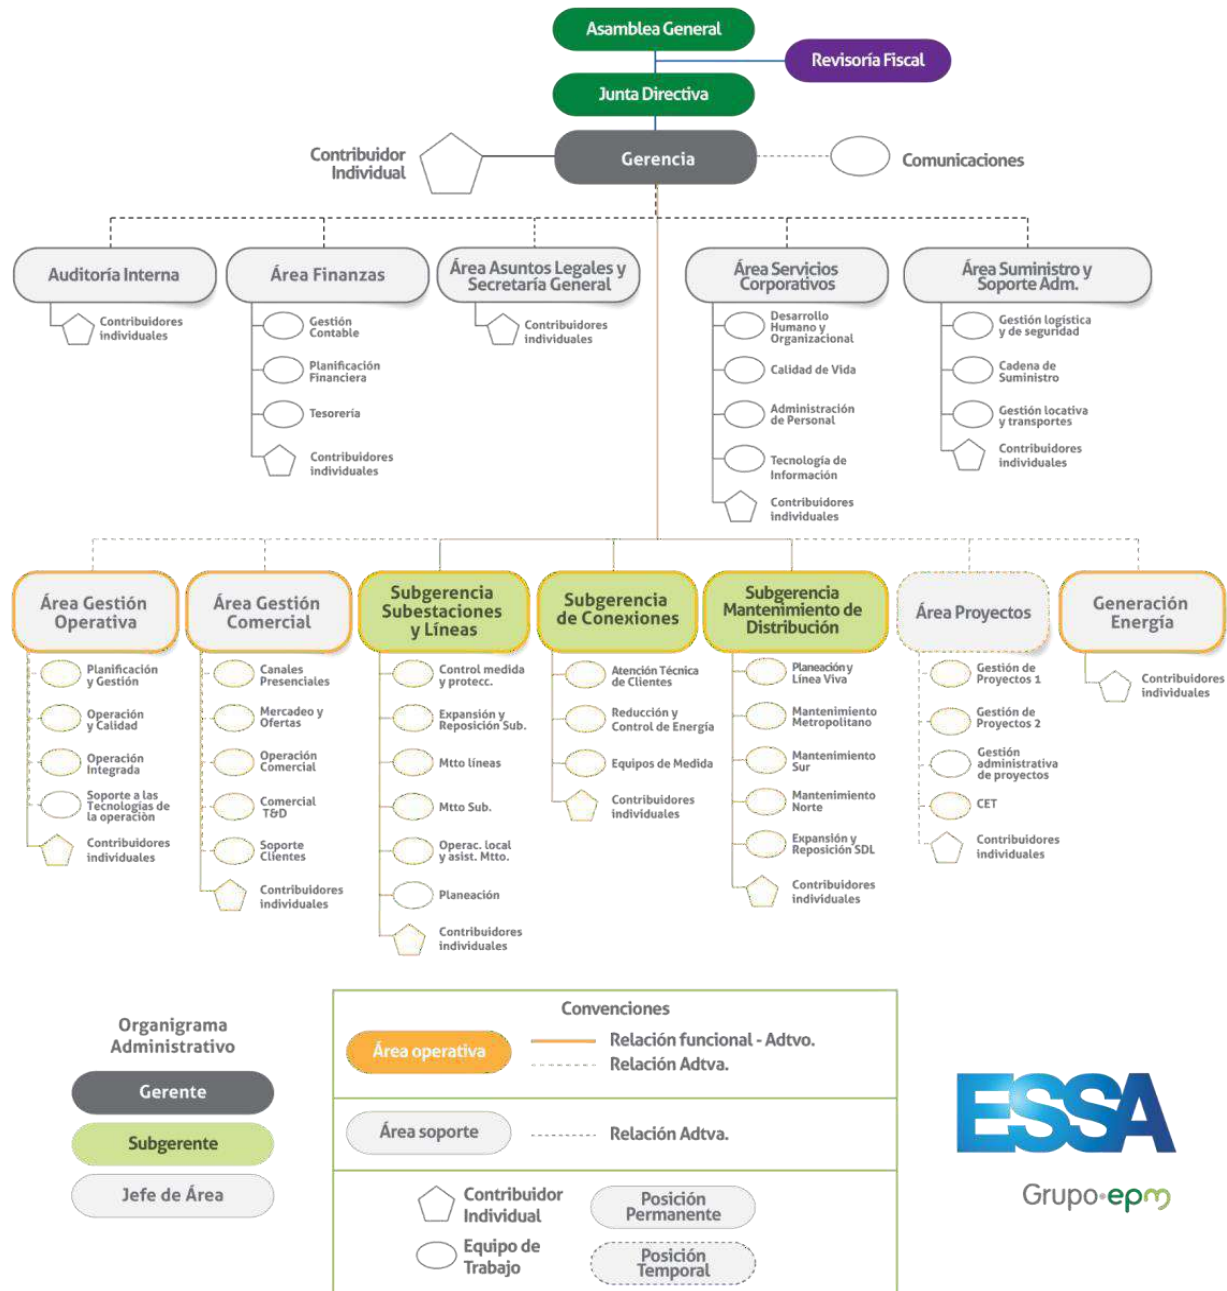 Asamblea General
Revisoría Fiscal
Junta Directiva
Contribuidor
Individual
Gerencia
Comunicaciones
Auditoría Interna
Contribuidores
individuales
Área Finanzas
Gestión
Contable
Planificación
Financiera
Tesorería
Contribuidores
individuales
Área Asuntos Legales y
Secretaría General
Contribuidores
individuales
Área Servicios
Corporativos
Desarrollo
Humano y
Organizacional
Calidad de Vida
Administración
de Personal
Tecnología de
Información
Contribuidores
individuales
Área Suministro y
Soporte Adm.
Gestión logística
y de seguridad
Cadena de
Suministro
Gestión locativa
y transportes
Contribuidores
individuales
Área Gestión
Operativa
Planificación
y Gestión
Operación
y Calidad
Operación
Integrada
Soporte a las
Tecnologías de
la operaciòn
Contribuidores
individuales
Área Gestión
Comercial
Canales
Presenciales
Mercadeo y
Ofertas
Operación
Comercial
Comercial
T&D
Soporte
Clientes
Contribuidores
individuales
Subgerencia
Subestaciones
y Líneas
Control medida
y protecc.
Expansión y
Reposición Sub.
Mtto líneas
Mtto Sub.
Operac. local
y asist. Mtto.
Planeación
Contribuidores
individuales
Subgerencia
de Conexiones
Atención Técnica
de Clientes
Reducción y
Control de Energía
Equipos de Medida
Contribuidores
individuales
Subgerencia
Mantenimiento de
Distribución
Planeación y
Línea Viva
Mantenimiento
Metropolitano
Mantenimiento
Sur
Mantenimiento
Norte
Expansión y
Reposición SDL
Contribuidores
individuales
Área Proyectos
Gestión de
Proyectos 1
Gestión de
Proyectos 2
Gestión
administrativa
de proyectos
CET
Contribuidores
individuales
Generación
Energía
Contribuidores
individuales
Organigrama
Administrativo
Gerente
Subgerente
Jefe de Área
Convenciones
Área operativa
Relación funcional - Adtvo.
Relación Adtva.
Área soporte
Relación Adtva.
Contribuidor
Individual
Posición
Permanente
Equipo de
Trabajo
Posición
Temporal
ESSA
Grupo·epm